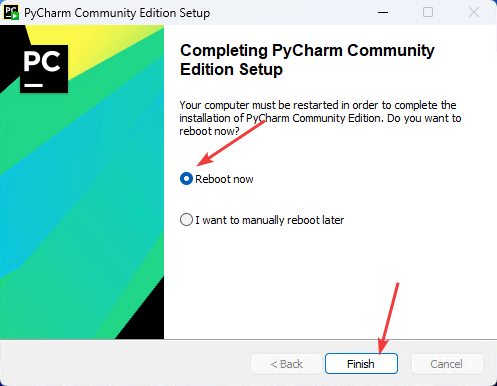 PyCharm Community Edition Setup
PC
Completing PyCharm Community
Edition Setup
Your computer must be restarted in order to complete the
installation of PyCharm Community Edition. Do you want to
reboot now?
Reboot now
I want to manually reboot later
< Back
Finish
Cancel